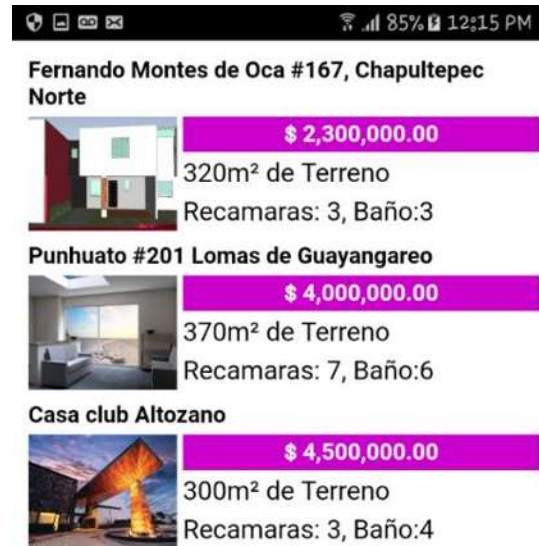 85% 12:15 PM
Fernando Montes de Oca #167, Chapultepec
Norte
$ 2,300,000.00
320m² de Terreno
Recamaras: 3, Baño:3
Punhuato #201 Lomas de Guayangareo
$ 4,000,000.00
370m² de Terreno
Recamaras: 7, Baño:6
Casa club Altozano
$ 4,500,000.00
300m² de Terreno
Recamaras: 3, Baño:4